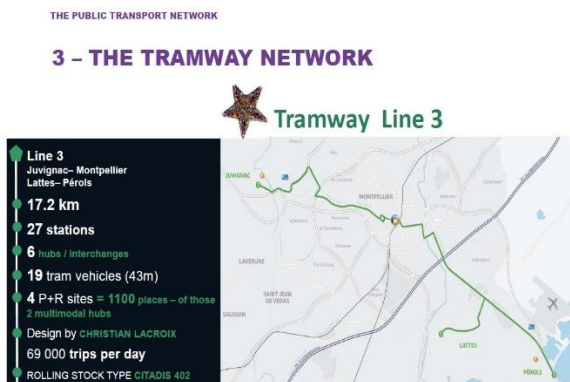 THE PUBLIC TRANSPORT NETWORK
3 – THE TRAMWAY NETWORK
Tramway Line 3
Line 3
Juvignac– Montpellier
Lattes– Pérols
17.2 km
27 stations
6 hubs / interchanges
19 tram vehicles (43m)
4 P+R sites = 1100 places – of those
2 multimodal hubs
Design by CHRISTIAN LACROIX
69 000 trips per day
ROLLING STOCK TYPE CITADIS 402
JUVIGNAC
MONTPELLIER
LAVÉRUNE
SAINT JEAN
DE VÉDAS
SAUSSAN
LATTES
PÉROLS